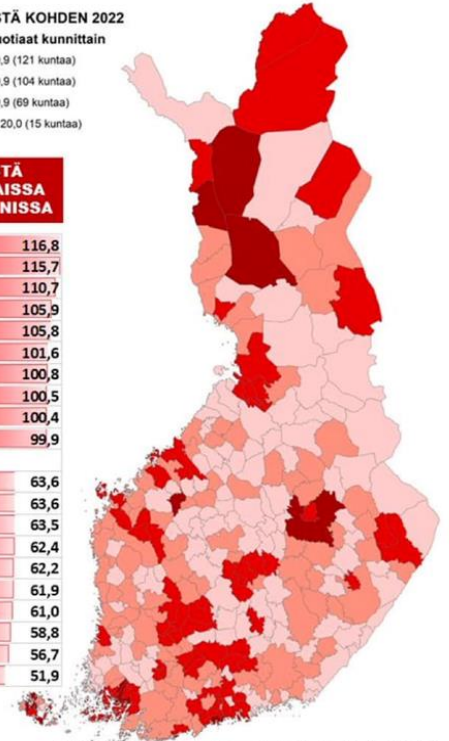 STÄ KOHDEN 2022
uotiaat kunnittain
,9 (121 kuntaa)
,9 (104 kuntaa)
,9 (69 kuntaa)
20,0 (15 kuntaa)
STÄ
AISSA
NISSA
116,8
115,7
110,7
105,9
105,8
101,6
100,8
100,5
100,4
99,9
63,6
63,6
63,5
62,4
62,2
61,9
61,0
58,8
56,7
51,9